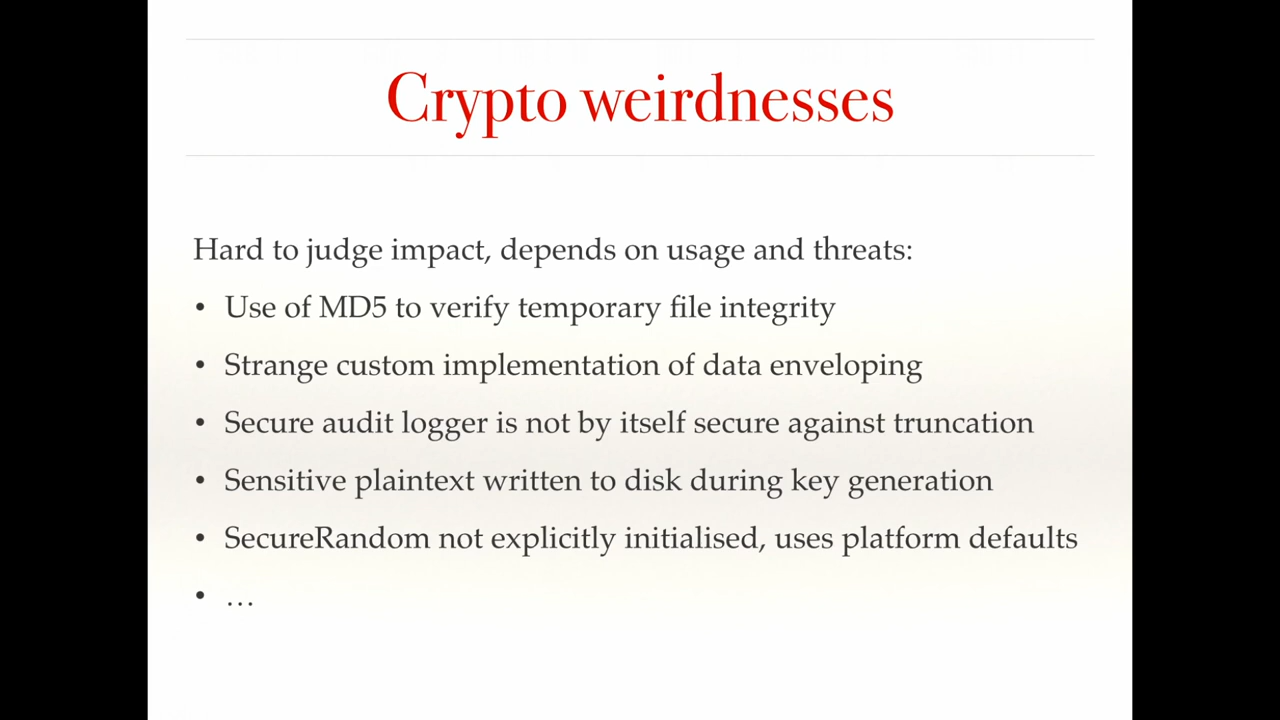 Crypto weirdnesses
Hard to judge impact, depends on usage and threats:
• Use of MD5 to verify temporary file integrity
• Strange custom implementation of data enveloping
• Secure audit logger is not by itself secure against truncation
• Sensitive plaintext written to disk during key generation
• SecureRandom not explicitly initialised, uses platform defaults
• …